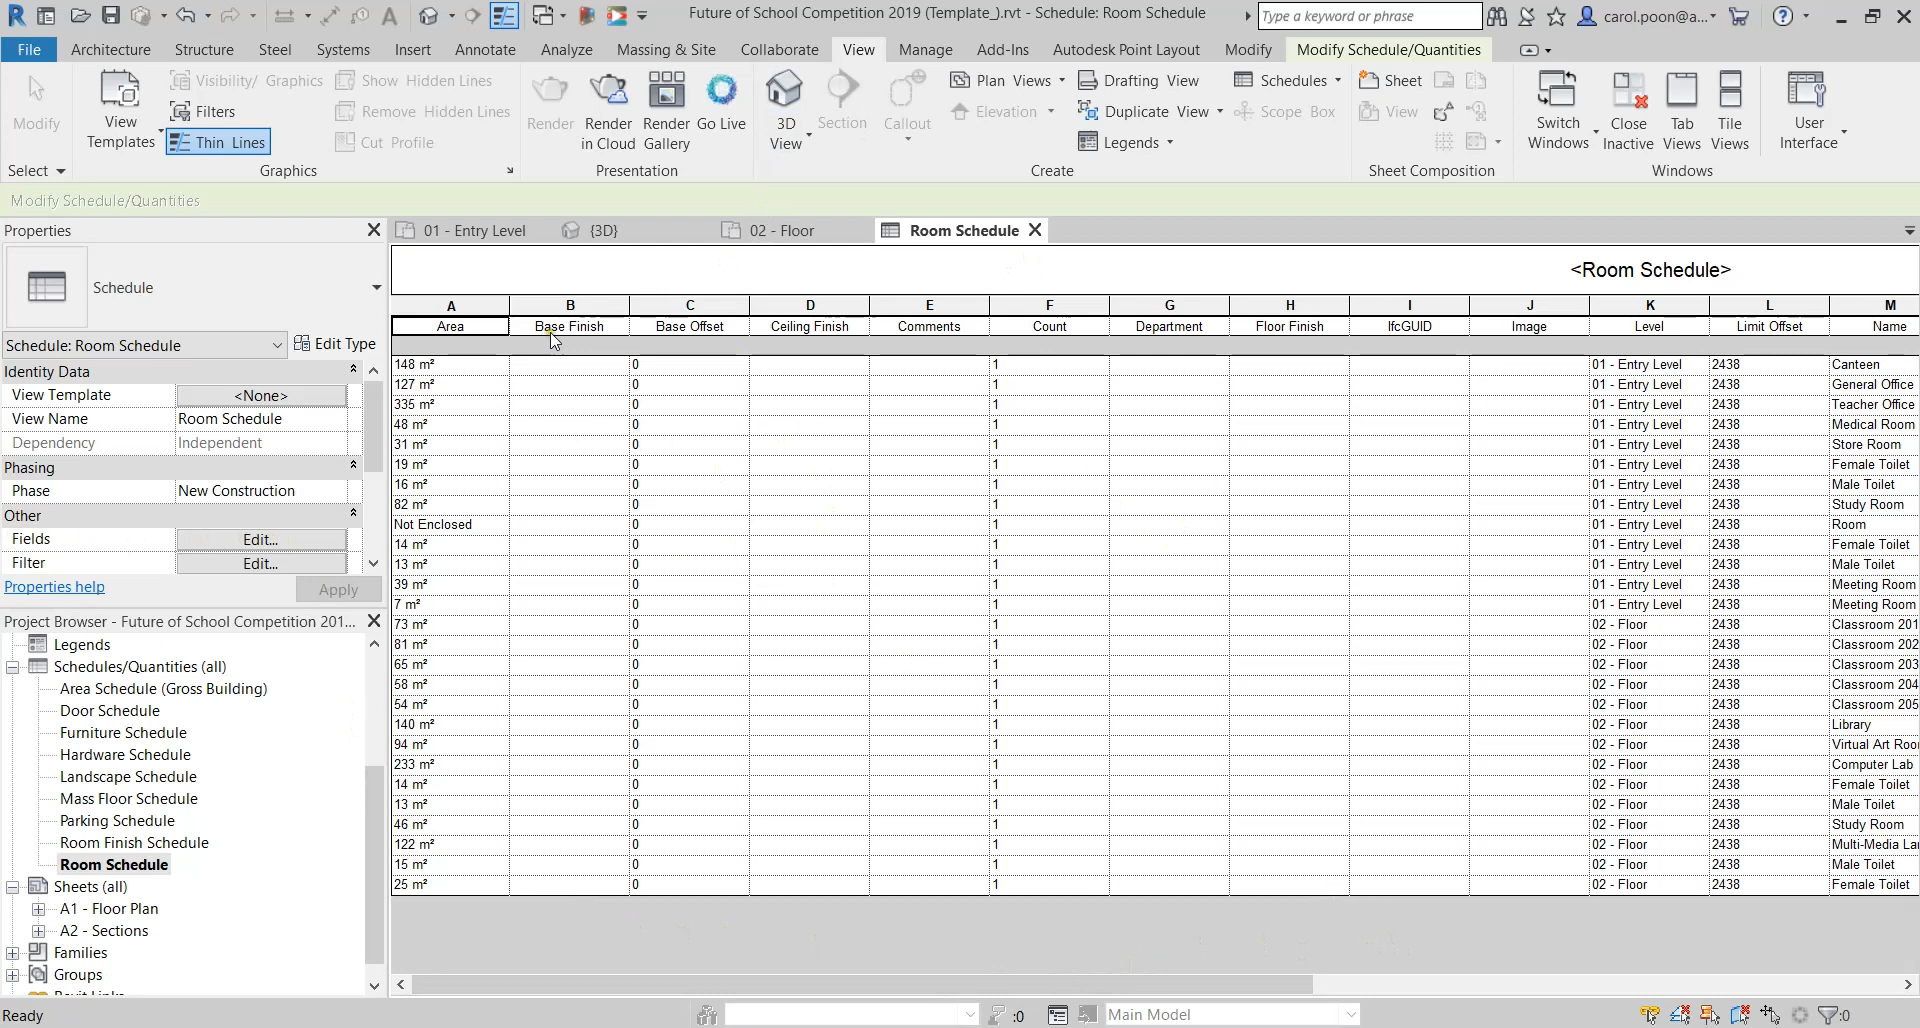 Future of School Competition 2019 (Template_).rvt - Schedule: Room Schedule
Type a keyword or phrase
carol.poon@a...
File Architecture Structure Steel Systems Insert Annotate Analyze Massing & Site Collaborate View Manage Add-Ins Autodesk Point Layout Modify Modify Schedule/Quantities
Modify
View Templates
Visibility/ Graphics
Filters
Thin Lines
Show Hidden Lines
Remove Hidden Lines
Cut Profile
Render
Render in Cloud
Render Gallery
Go Live
3D View
Section
Callout
Plan Views
Elevation
Drafting View
Duplicate View
Legends
Schedules
Scope Box
Sheet
View
Switch Windows
Close Inactive
Tab Views
Tile Views
User Interface
Select Graphics Presentation Create Sheet Composition Windows
Modify Schedule/Quantities
Properties
Schedule
Schedule: Room Schedule Edit Type
Identity Data
View Template <None>
View Name Room Schedule
Dependency Independent
Phasing
Phase New Construction
Other
Fields Edit...
Filter Edit...
Properties help Apply
Project Browser - Future of School Competition 201...
Legends
Schedules/Quantities (all)
Area Schedule (Gross Building)
Door Schedule
Furniture Schedule
Hardware Schedule
Landscape Schedule
Mass Floor Schedule
Parking Schedule
Room Finish Schedule
Room Schedule
Sheets (all)
A1 - Floor Plan
A2 - Sections
Families
Groups
01 - Entry Level {3D} 02 - Floor Room Schedule
<Room Schedule>
A B C D E F G H I J K L M
Area Base Finish Base Offset Ceiling Finish Comments Count Department Floor Finish IfcGUID Image Level Limit Offset Name
148 m² 0 1 01 - Entry Level 2438 Canteen
127 m² 0 1 01 - Entry Level 2438 General Office
335 m² 0 1 01 - Entry Level 2438 Teacher Office
48 m² 0 1 01 - Entry Level 2438 Medical Room
31 m² 0 1 01 - Entry Level 2438 Store Room
19 m² 0 1 01 - Entry Level 2438 Female Toilet
16 m² 0 1 01 - Entry Level 2438 Male Toilet
82 m² 0 1 01 - Entry Level 2438 Study Room
Not Enclosed 0 1 01 - Entry Level 2438 Room
14 m² 0 1 01 - Entry Level 2438 Female Toilet
13 m² 0 1 01 - Entry Level 2438 Male Toilet
39 m² 0 1 01 - Entry Level 2438 Meeting Room
7 m² 0 1 01 - Entry Level 2438 Meeting Room
73 m² 0 1 02 - Floor 2438 Classroom 201
81 m² 0 1 02 - Floor 2438 Classroom 202
65 m² 0 1 02 - Floor 2438 Classroom 203
58 m² 0 1 02 - Floor 2438 Classroom 204
54 m² 0 1 02 - Floor 2438 Classroom 205
140 m² 0 1 02 - Floor 2438 Library
94 m² 0 1 02 - Floor 2438 Virtual Art Roo
233 m² 0 1 02 - Floor 2438 Computer Lab
14 m² 0 1 02 - Floor 2438 Female Toilet
13 m² 0 1 02 - Floor 2438 Male Toilet
46 m² 0 1 02 - Floor 2438 Study Room
122 m² 0 1 02 - Floor 2438 Multi-Media La
15 m² 0 1 02 - Floor 2438 Male Toilet
25 m² 0 1 02 - Floor 2438 Female Toilet
Ready :0 Main Model :0